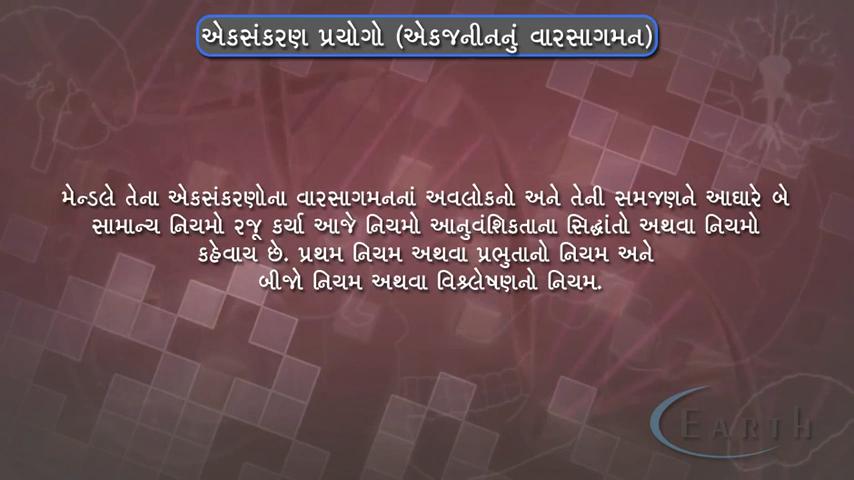 એકસંકરણ પ્રયોગો (એકજનીનનું વારસાગમન)
મેન્ડલે તેના એકસંકરણોના વારસાગમનનાં અવલોકનો અને તેની સમજણને આધારે બે
સામાન્ય નિયમો રજૂ કર્યા આજે નિયમો આનુવંશિકતાના સિદ્ધાંતો અથવા નિયમો
કહેવાય છે. પ્રથમ નિયમ અથવા પ્રભુતાનો નિયમ અને
બીજો નિયમ અથવા વિશ્લેષણનો નિયમ.
EARTH